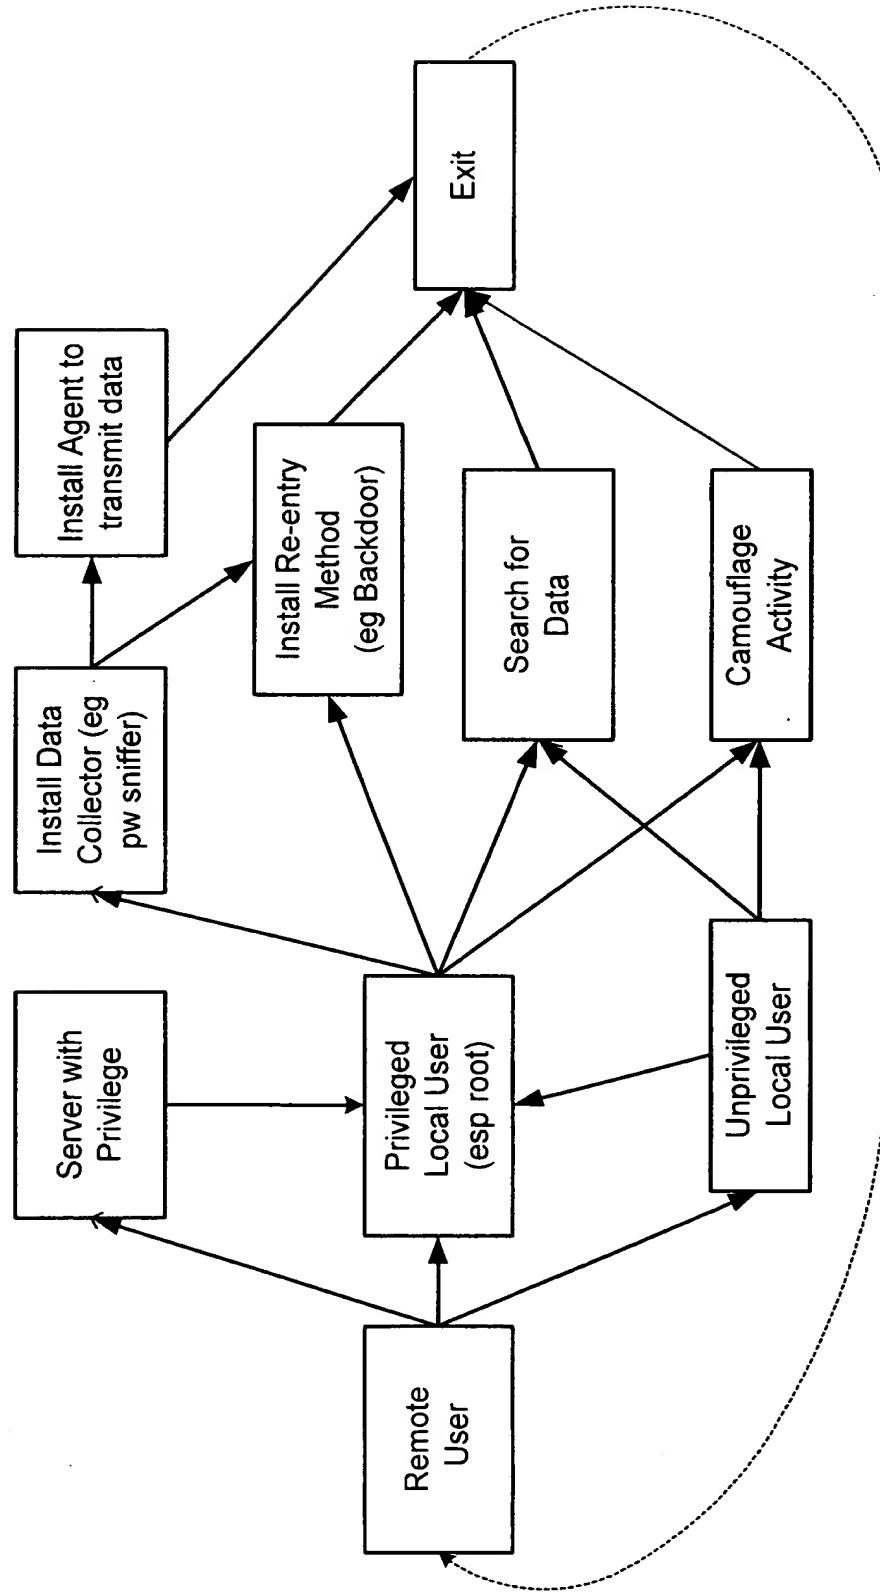 Remote
User
Server with
Privilege
Privileged
Local User
(esp root)
Unprivileged
Local User
Install Data
Collector (eg
pw sniffer)
Install Re-entry
Method
(eg Backdoor)
Search for
Data
Camouflage
Activity
Install Agent to
transmit data
Exit